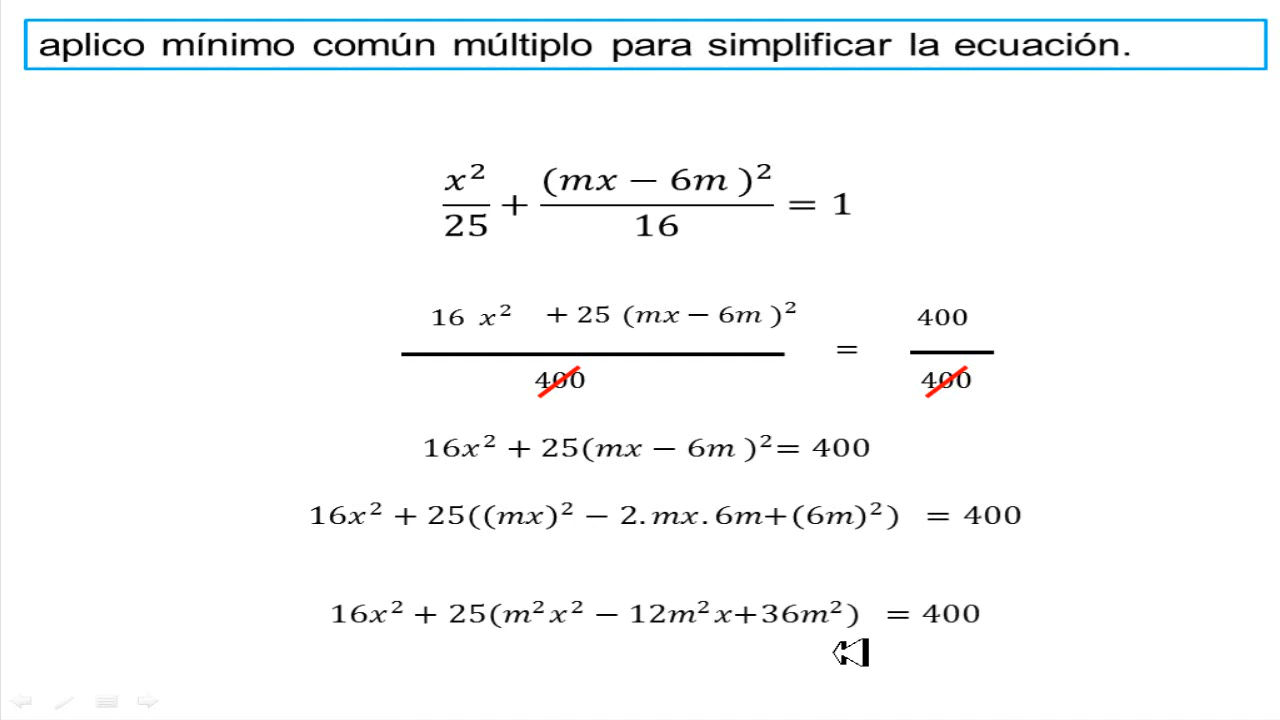 aplico mínimo común múltiplo para simplificar la ecuación.
x²/25 + (mx − 6m )²/16 = 1
16 x² + 25 (mx − 6m )² = 400
400 400
16x² + 25(mx − 6m )²= 400
16x² + 25((mx)² − 2. mx. 6m+(6m)²) = 400
16x² + 25(m²x² − 12m²x+36m²) = 400